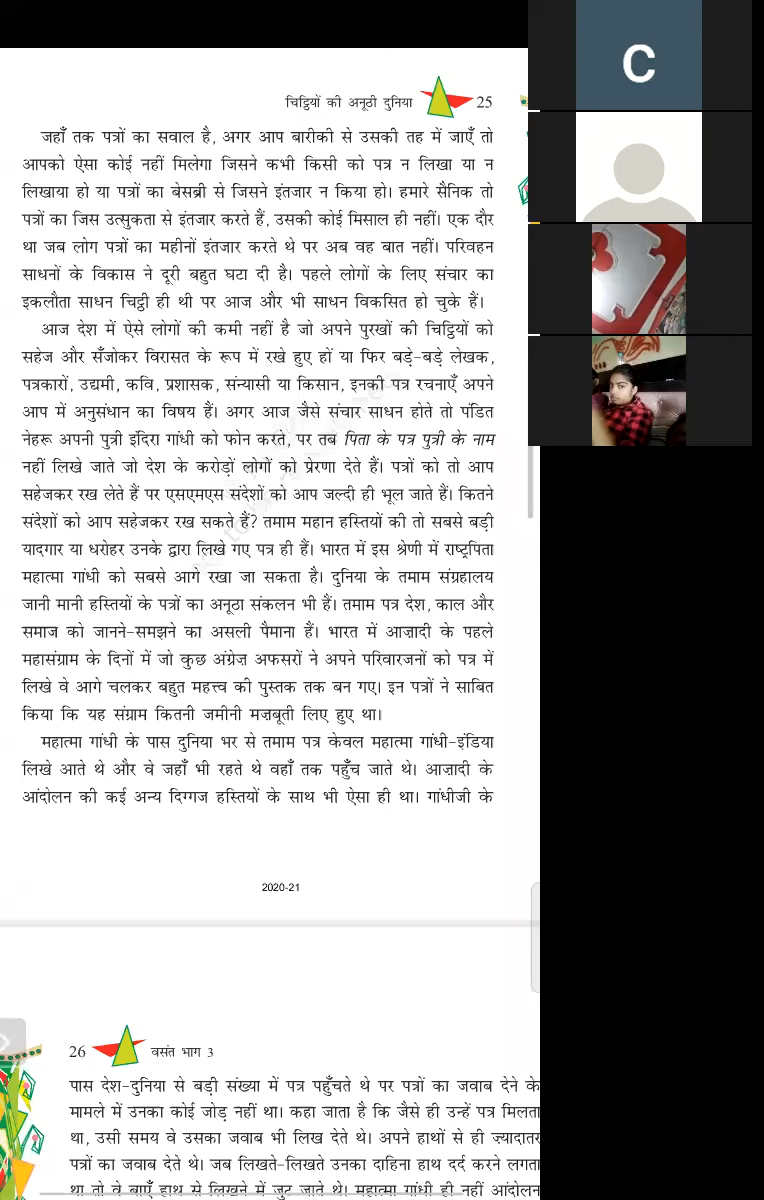 चिट्ठियों की अनूठी दुनिया 25
C
जहाँ तक पत्रों का सवाल है, अगर आप बारीकी से उसकी तह में जाएँ तो
आपको ऐसा कोई नहीं मिलेगा जिसने कभी किसी को पत्र न लिखा या न
लिखाया हो या पत्रों का बेसब्री से जिसने इंतजार न किया हो। हमारे सैनिक तो
पत्रों का जिस उत्सुकता से इंतजार करते हैं, उसकी कोई मिसाल ही नहीं। एक दौर
था जब लोग पत्रों का महीनों इंतजार करते थे पर अब वह बात नहीं। परिवहन
साधनों के विकास ने दूरी बहुत घटा दी है। पहले लोगों के लिए संचार का
इकलौता साधन चिट्ठी ही थी पर आज और भी साधन विकसित हो चुके हैं।
आज देश में ऐसे लोगों की कमी नहीं है जो अपने पुरखों की चिट्ठियों को
सहेज और सँजोकर विरासत के रूप में रखे हुए हों या फिर बड़े-बड़े लेखक,
पत्रकारों, उद्यमी, कवि, प्रशासक, संन्यासी या किसान, इनकी पत्र रचनाएँ अपने
आप में अनुसंधान का विषय हैं। अगर आज जैसे संचार साधन होते तो पंडित
नेहरू अपनी पुत्री इंदिरा गांधी को फोन करते, पर तब पिता के पत्र पुत्री के नाम
नहीं लिखे जाते जो देश के करोड़ों लोगों को प्रेरणा देते हैं। पत्रों को तो आप
सहेजकर रख लेते हैं पर एसएमएस संदेशों को आप जल्दी ही भूल जाते हैं। कितने
संदेशों को आप सहेजकर रख सकते हैं? तमाम महान हस्तियों की तो सबसे बड़ी
यादगार या धरोहर उनके द्वारा लिखे गए पत्र ही हैं। भारत में इस श्रेणी में राष्ट्रपिता
महात्मा गांधी को सबसे आगे रखा जा सकता है। दुनिया के तमाम संग्रहालय
जानी मानी हस्तियों के पत्रों का अनूठा संकलन भी हैं। तमाम पत्र देश, काल और
समाज को जानने-समझने का असली पैमाना हैं। भारत में आज़ादी के पहले
महासंग्राम के दिनों में जो कुछ अंग्रेज़ अफसरों ने अपने परिवारजनों को पत्र में
लिखे वे आगे चलकर बहुत महत्त्व की पुस्तक तक बन गए। इन पत्रों ने साबित
किया कि यह संग्राम कितनी जमीनी मज़बूती लिए हुए था।
महात्मा गांधी के पास दुनिया भर से तमाम पत्र केवल महात्मा गांधी-इंडिया
लिखे आते थे और वे जहाँ भी रहते थे वहाँ तक पहुँच जाते थे। आज़ादी के
आंदोलन की कई अन्य दिग्गज हस्तियों के साथ भी ऐसा ही था। गांधीजी के
2020-21
26 वसंत भाग 3
पास देश-दुनिया से बड़ी संख्या में पत्र पहुँचते थे पर पत्रों का जवाब देने के
मामले में उनका कोई जोड़ नहीं था। कहा जाता है कि जैसे ही उन्हें पत्र मिलता
था, उसी समय वे उसका जवाब भी लिख देते थे। अपने हाथों से ही ज्यादातर
पत्रों का जवाब देते थे। जब लिखते-लिखते उनका दाहिना हाथ दर्द करने लगता
था तो वे बाएँ हाथ से लिखने में जुट जाते थे। महात्मा गांधी ही नहीं आंदोलन